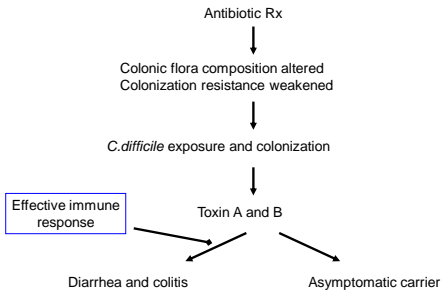 Antibiotic Rx
Colonic flora composition altered
Colonization resistance weakened
C.difficile exposure and colonization
Effective immune
response
Toxin A and B
Diarrhea and colitis
Asymptomatic carrier